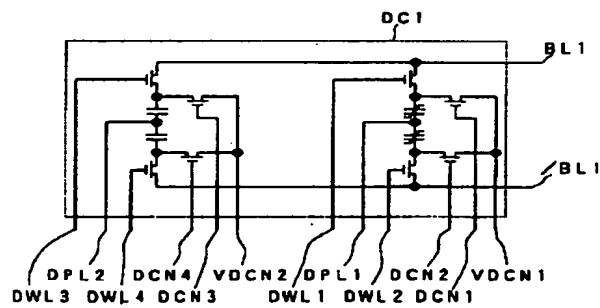 DC1
BL1
/BL1
DPL2 DCN4 VDCN2 DPL1 DCN2 VDCN1
DWL3 DWL4 DCN3 DWL1 DWL2 DCN1